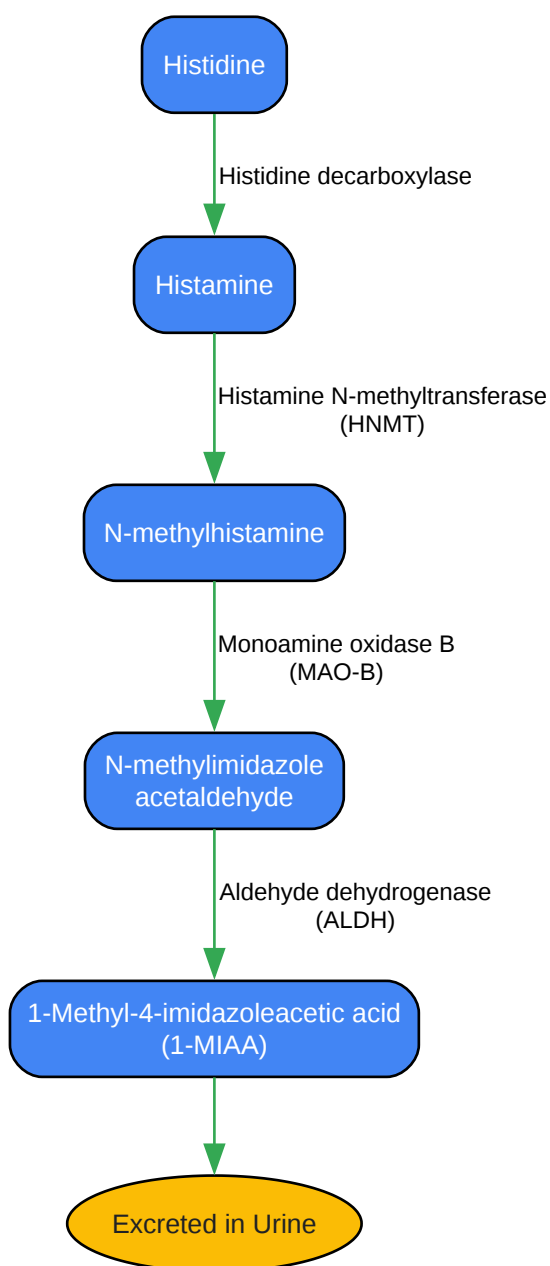 Histidine
Histidine decarboxylase
Histamine
Histamine N-methyltransferase
(HNMT)
N-methylhistamine
Monoamine oxidase B
(MAO-B)
N-methylimidazole
acetaldehyde
Aldehyde dehydrogenase
(ALDH)
1-Methyl-4-imidazoleacetic acid
(1-MIAA)
Excreted in Urine